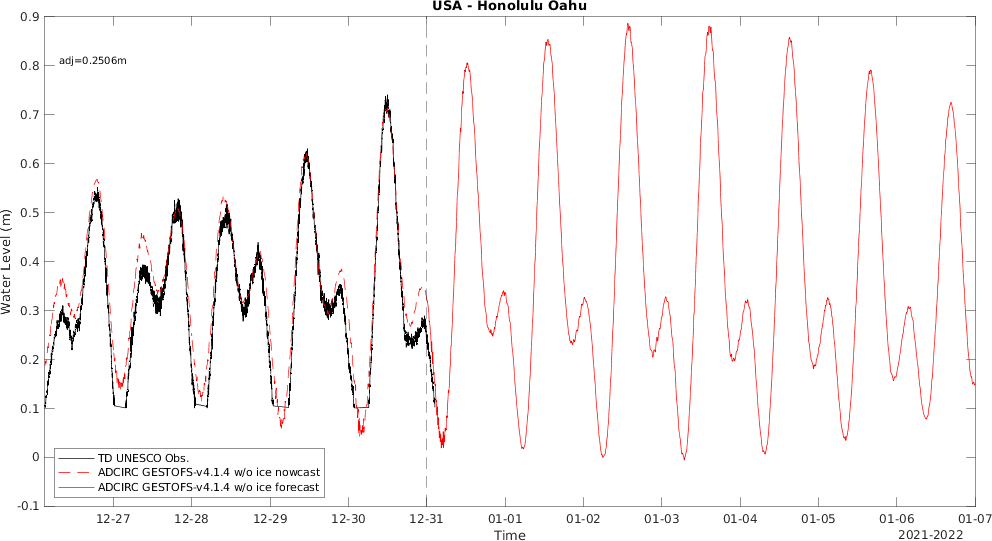 USA - Honolulu Oahu
0.9
0.8
adj=0.2506m
0.7
0.6
0.5
Water Level (m)
0.4
0.3
0.2
0.1
0
-0.1
TD UNESCO Obs.
ADCIRC GESTOFS-v4.1.4 w/o ice nowcast
ADCIRC GESTOFS-v4.1.4 w/o ice forecast
12-27 12-28 12-29 12-30 12-31 01-01 01-02 01-03 01-04 01-05 01-06 01-07
Time
2021-2022